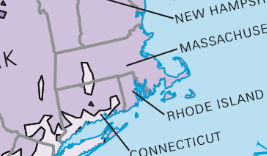 NEW HAMPSH
MASSACHUSE
K
RHODE ISLAND
CONNECTICUT